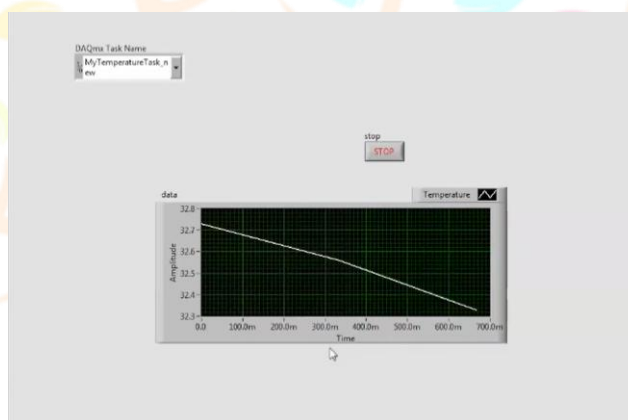 DAQmx Task Name
MyTemperatureTask_n
ew
stop
STOP
data
Temperature
32.8
32.7
32.6
32.5
32.4
32.3
Amplitude
0.0 100.0m 200.0m 300.0m 400.0m 500.0m 600.0m 700.0m
Time